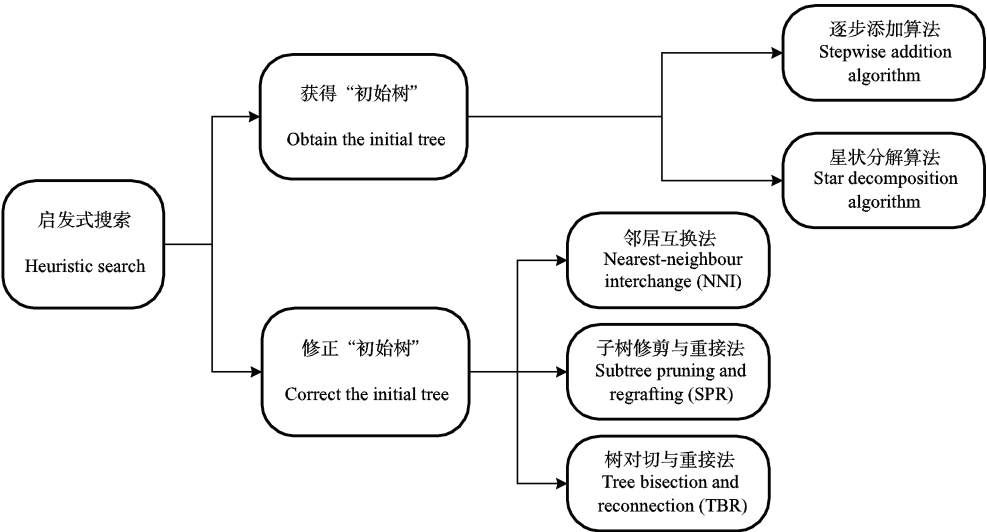 启发式搜索
Heuristic search
获得“初始树”
Obtain the initial tree
逐步添加算法
Stepwise addition
algorithm
星状分解算法
Star decomposition
algorithm
修正“初始树”
Correct the initial tree
邻居互换法
Nearest-neighbour
interchange (NNI)
子树修剪与重接法
Subtree pruning and
regrafting (SPR)
树对切与重接法
Tree bisection and
reconnection (TBR)